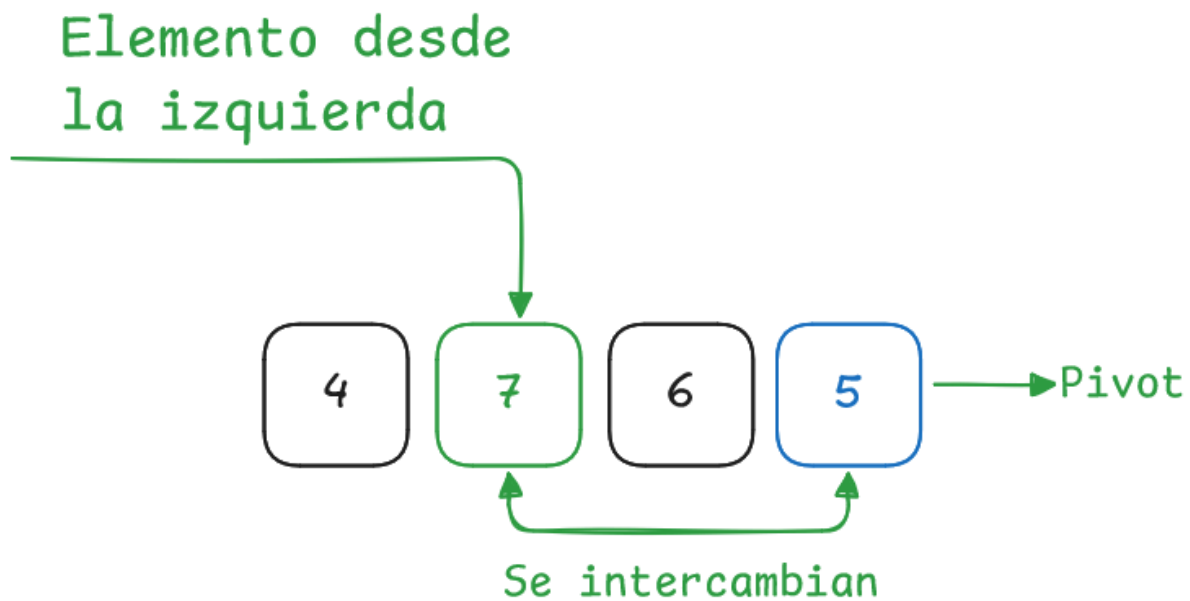 Elemento desde
la izquierda
4 7 6 5 Pivot
Se intercambian